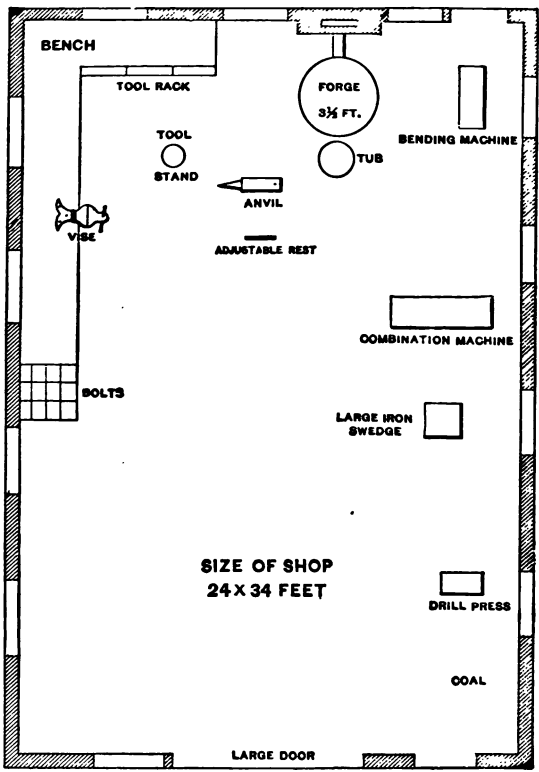 BENCH
TOOL RACK
FORGE
3½ FT.
BENDING MACHINE
TOOL
STAND
TUB
ANVIL
VISE
ADJUSTABLE REST
COMBINATION MACHINE
BOLTS
LARGE IRON
SWEDGE
SIZE OF SHOP
24 X 34 FEET
DRILL PRESS
COAL
LARGE DOOR